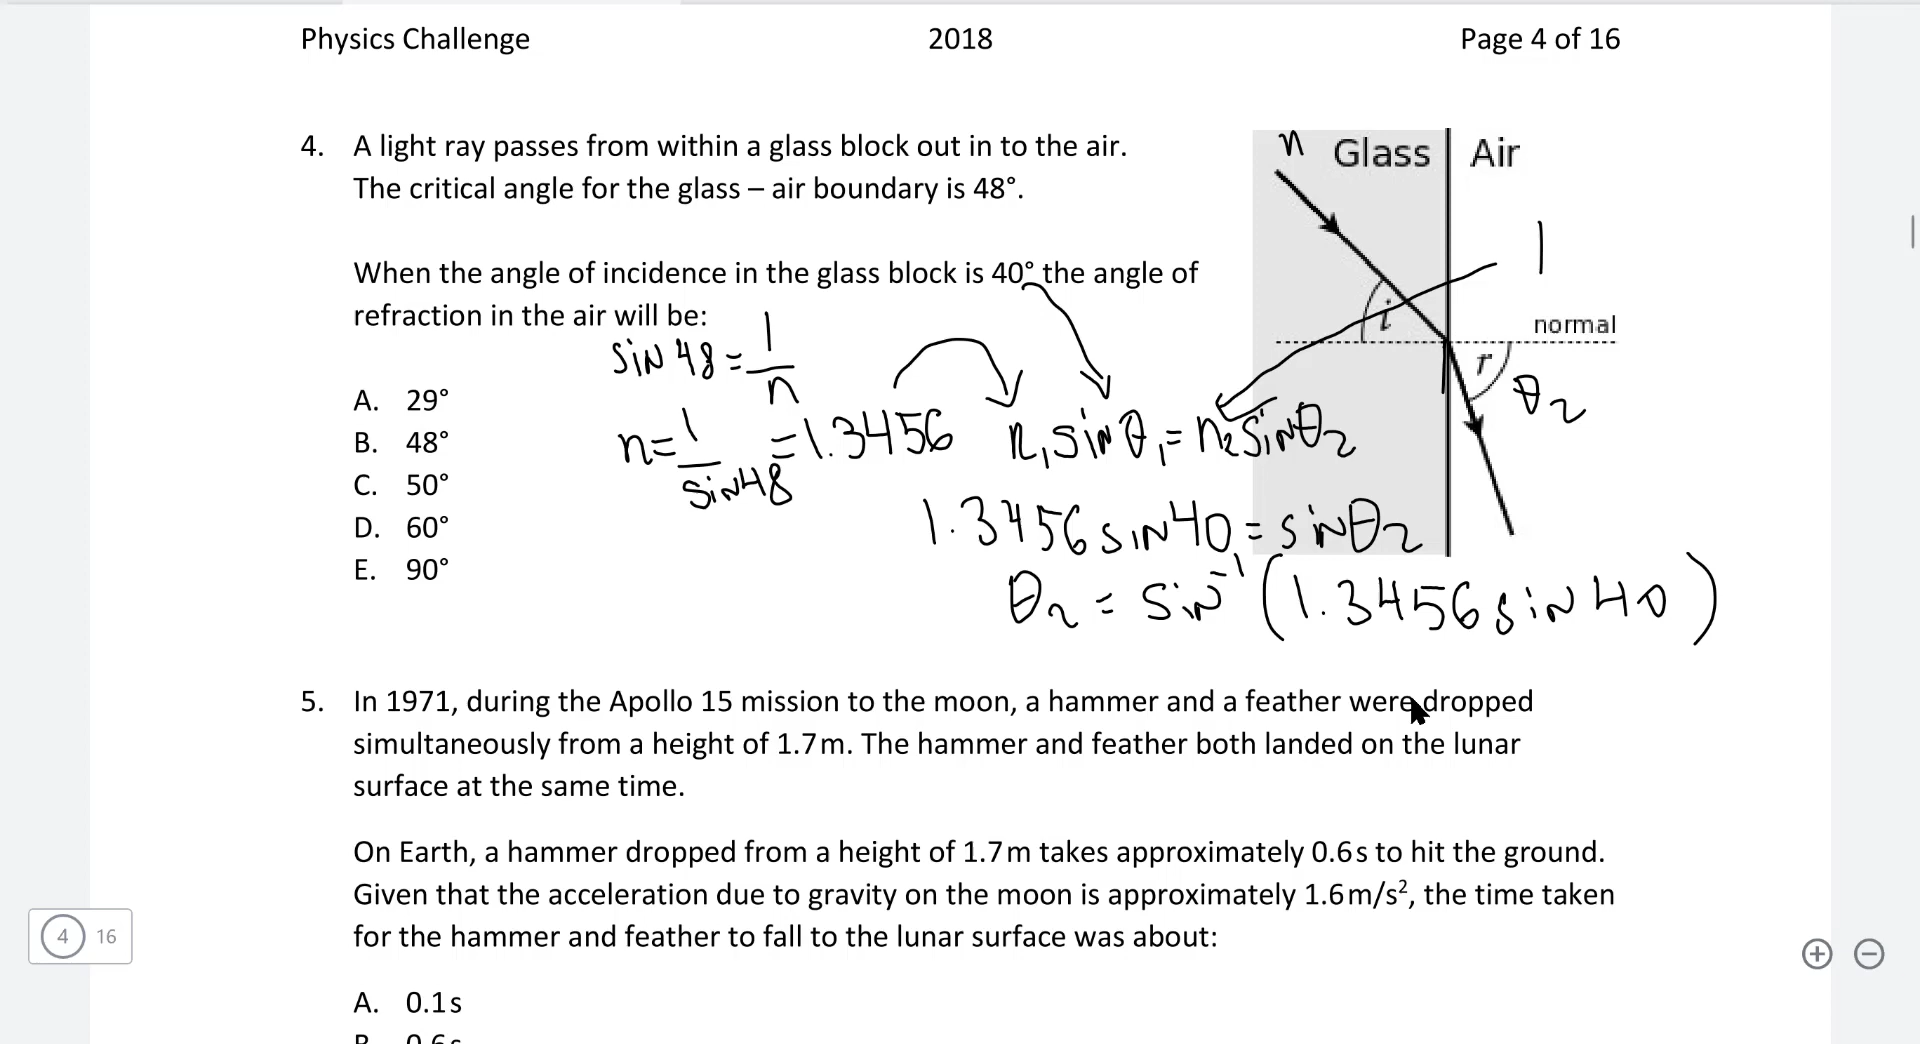 Physics Challenge 2018 Page 4 of 16
4. A light ray passes from within a glass block out in to the air.
The critical angle for the glass – air boundary is 48°.
When the angle of incidence in the glass block is 40° the angle of
refraction in the air will be:
A. 29°
B. 48°
C. 50°
D. 60°
E. 90°
n Glass Air
1
i
normal
r
θ2
sin 48 = 1/n
n = 1/sin48 = 1.3456
n1 sin θ1 = n2 sin θ2
1.3456 sin 40 = sin θ2
θ2 = sin⁻¹ (1.3456 sin 40)
5. In 1971, during the Apollo 15 mission to the moon, a hammer and a feather were dropped
simultaneously from a height of 1.7m. The hammer and feather both landed on the lunar
surface at the same time.
On Earth, a hammer dropped from a height of 1.7m takes approximately 0.6s to hit the ground.
Given that the acceleration due to gravity on the moon is approximately 1.6m/s², the time taken
for the hammer and feather to fall to the lunar surface was about:
4 16
A. 0.1s